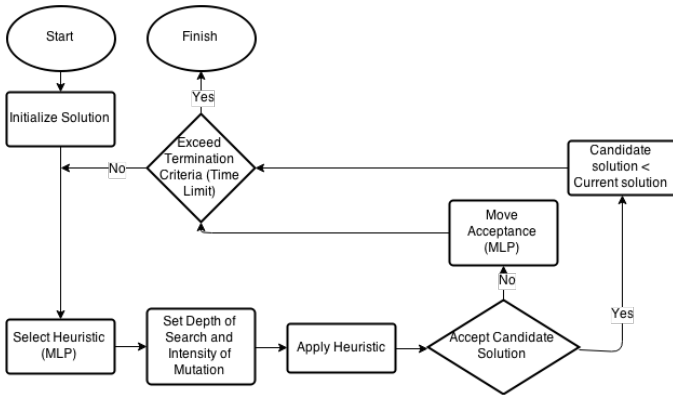 Start
Finish
Yes
Initialize Solution
Exceed
Termination
Criteria (Time
Limit)
No
Candidate
solution <
Current solution
Move
Acceptance
(MLP)
No
Yes
Select Heuristic
(MLP)
Set Depth of
Search and
Intensity of
Mutation
Apply Heuristic
Accept Candidate
Solution